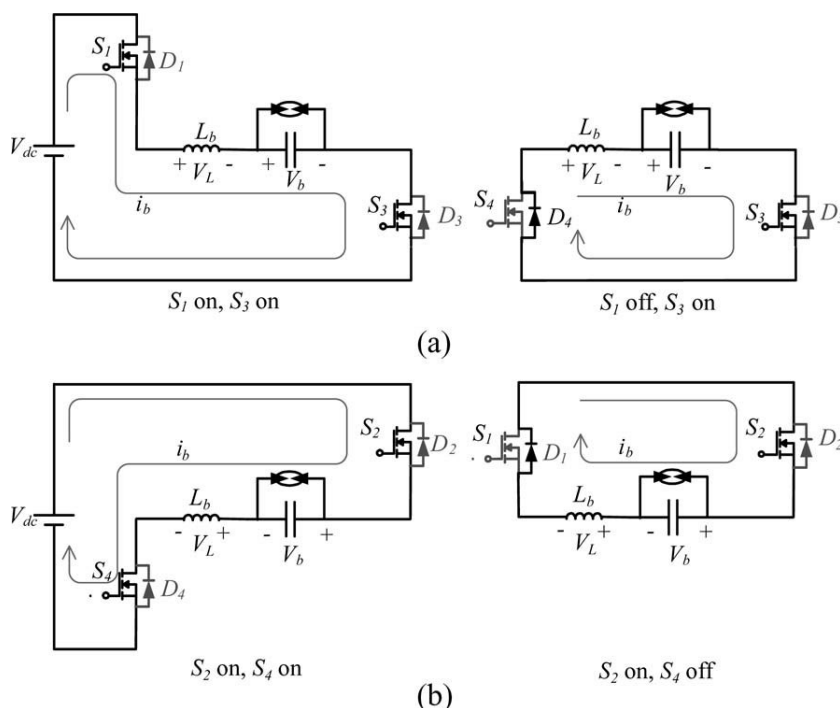 S1
D1
Vdc
Lb
+ VL -
+ Vb -
ib
S3
D3
S1 on, S3 on
Lb
+ VL -
+ Vb -
S4
D4
ib
S3
D3
S1 off, S3 on
(a)
S2
D2
ib
Vdc
Lb
- VL +
- Vb +
S4
D4
S2 on, S4 on
S1
D1
ib
S2
Lb
- VL +
- Vb +
S2 on, S4 off
(b)